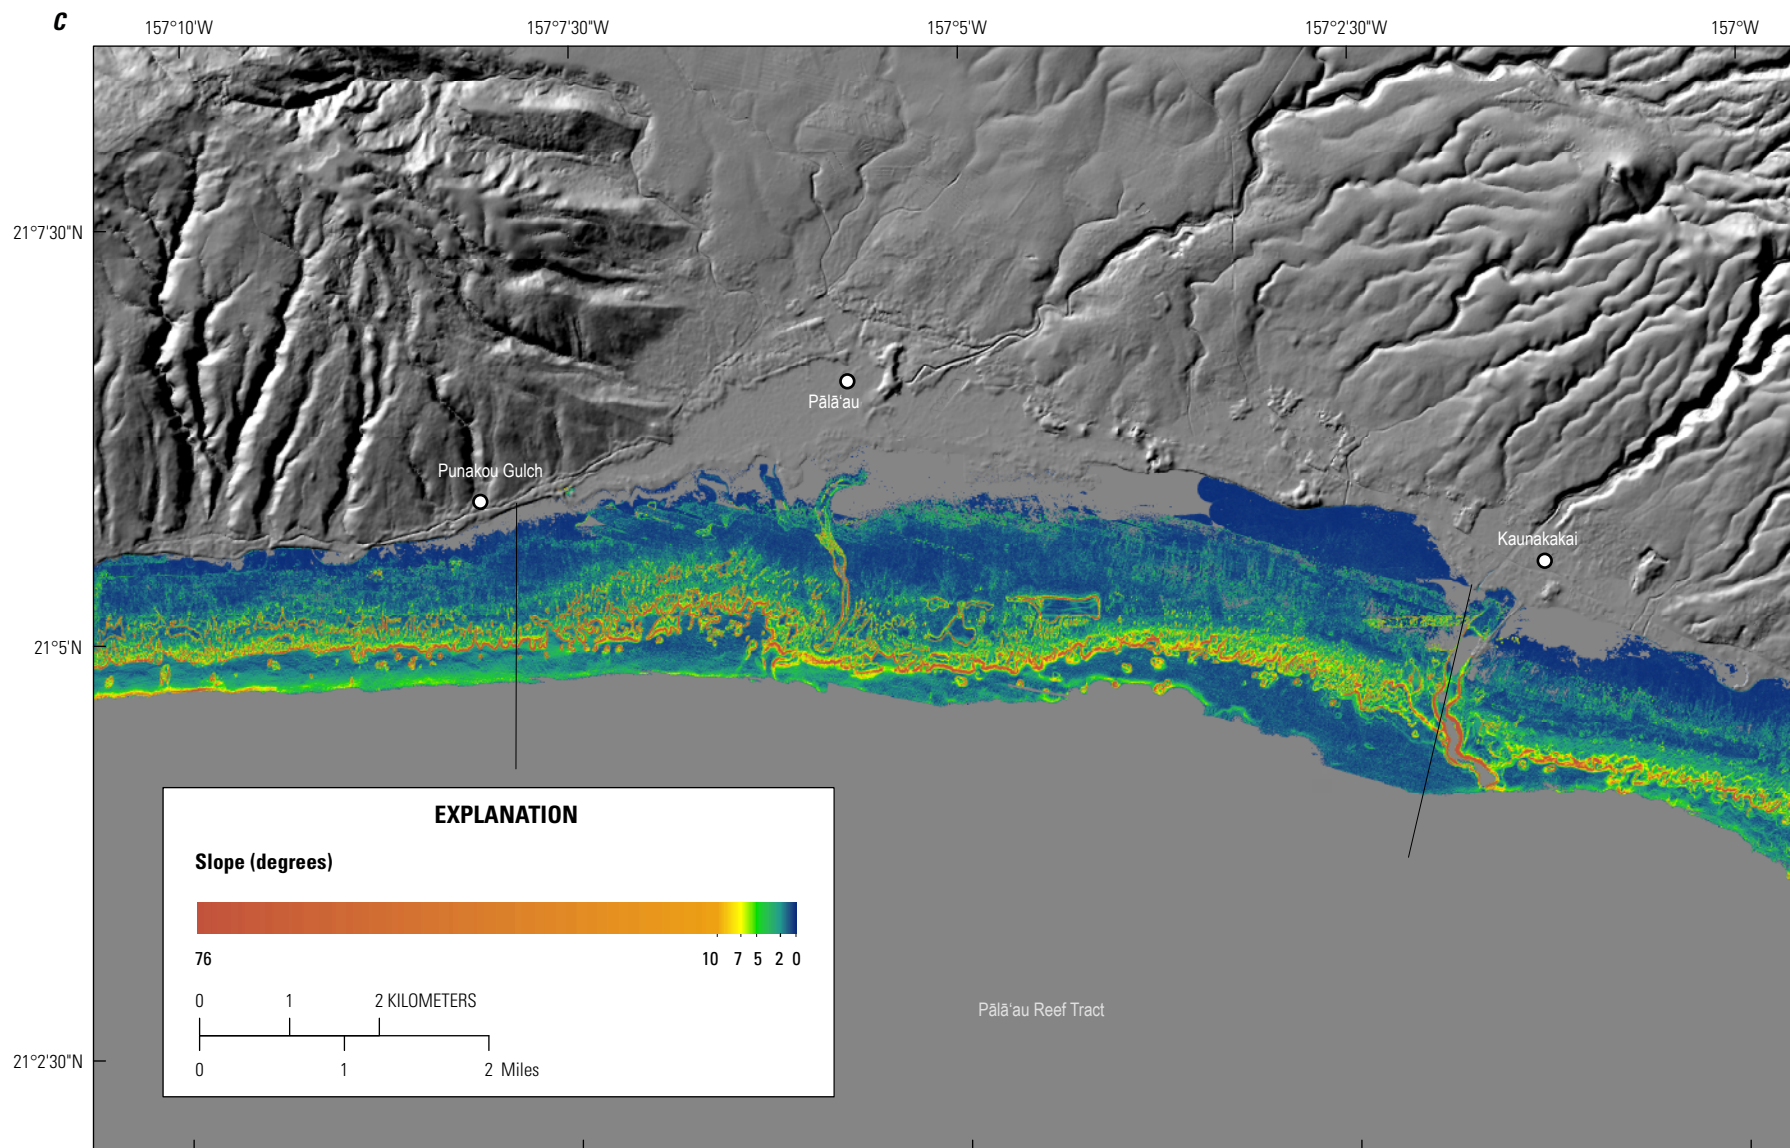 C
157°10'W
157°7'30"W
157°5'W
157°2'30"W
157°W
21°7'30"N
Pālā‘au
Punakou Gulch
Kaunakakai
21°5'N
EXPLANATION
Slope (degrees)
76 10 7 5 2 0
0 1 2 KILOMETERS
0 1 2 Miles
Pālā‘au Reef Tract
21°2'30"N